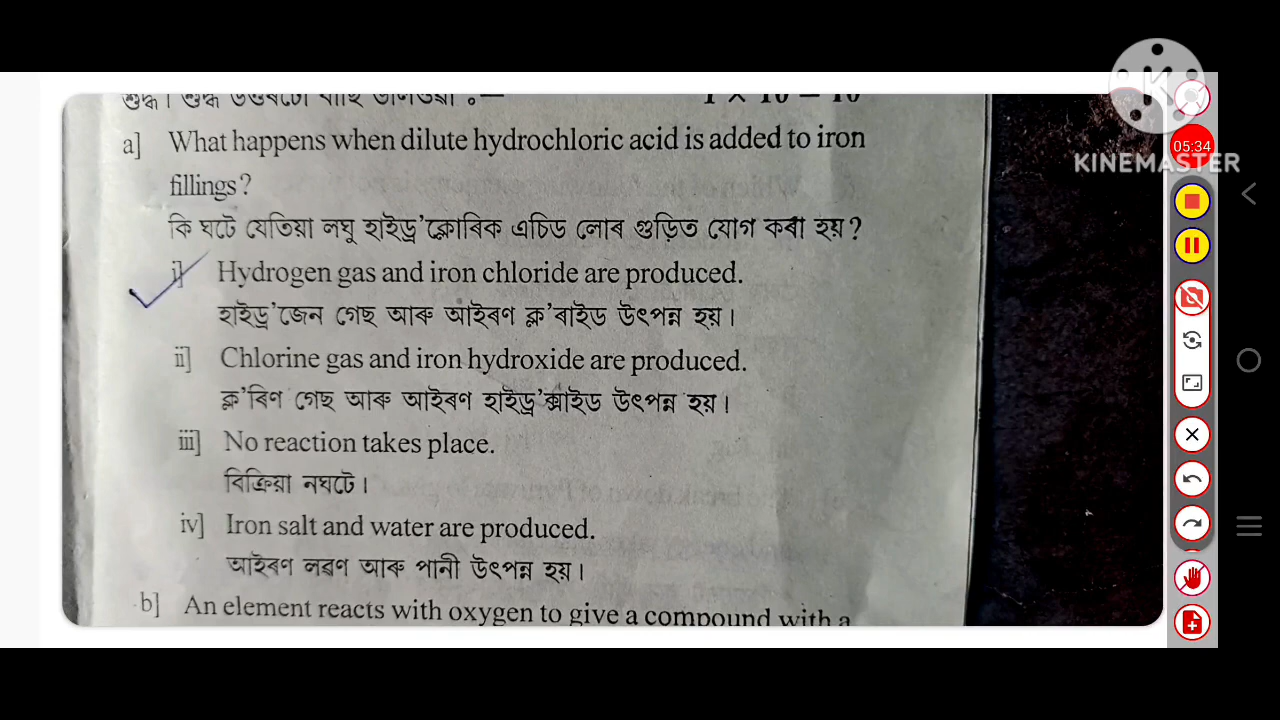 1 × 10 = 10
a] What happens when dilute hydrochloric acid is added to iron
fillings?
কি ঘটে যেতিয়া লঘু হাইড্ৰ'ক্লোৰিক এচিড লোৰ গুড়িত যোগ কৰা হয়?
i] Hydrogen gas and iron chloride are produced.
হাইড্ৰ'জেন গেছ আৰু আইৰণ ক্ল'ৰাইড উৎপন্ন হয়।
ii] Chlorine gas and iron hydroxide are produced.
ক্ল'ৰিণ গেছ আৰু আইৰণ হাইড্ৰ'ক্সাইড উৎপন্ন হয়।
iii] No reaction takes place.
বিক্ৰিয়া নঘটে।
iv] Iron salt and water are produced.
আইৰণ লৱণ আৰু পানী উৎপন্ন হয়।
b] An element reacts with oxygen to give a compound with a
KINEMASTER
05:34